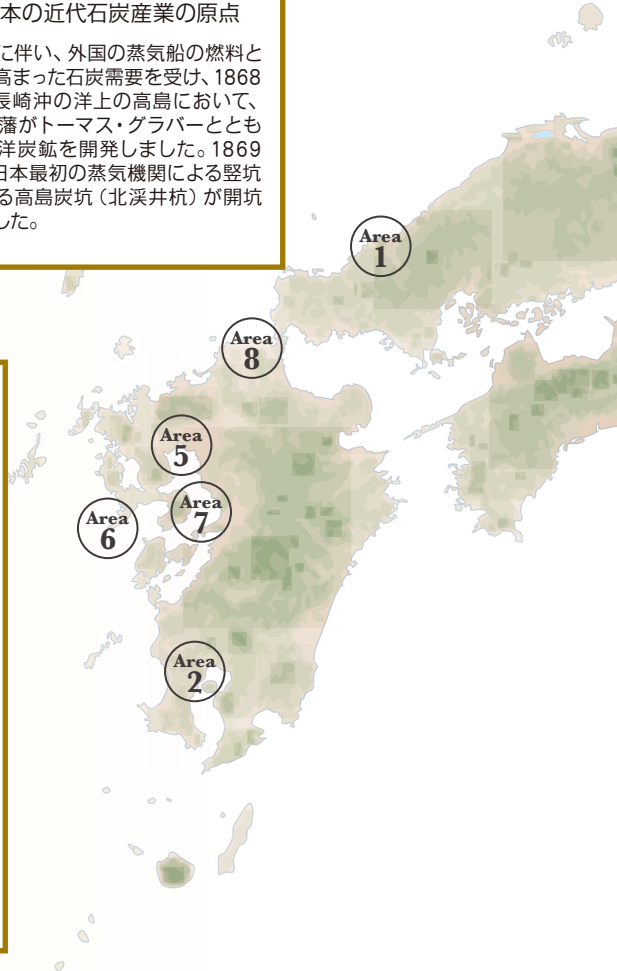 本の近代石炭産業の原点
に伴い、外国の蒸気船の燃料と
高まった石炭需要を受け、1868
長崎沖の洋上の高島において、
藩がトーマス・グラバーととも
洋炭鉱を開発しました。1869
日本最初の蒸気機関による竪坑
る高島炭坑（北渓井杭）が開坑
した。
Area
1
Area
8
Area
5
Area
7
Area
6
Area
2